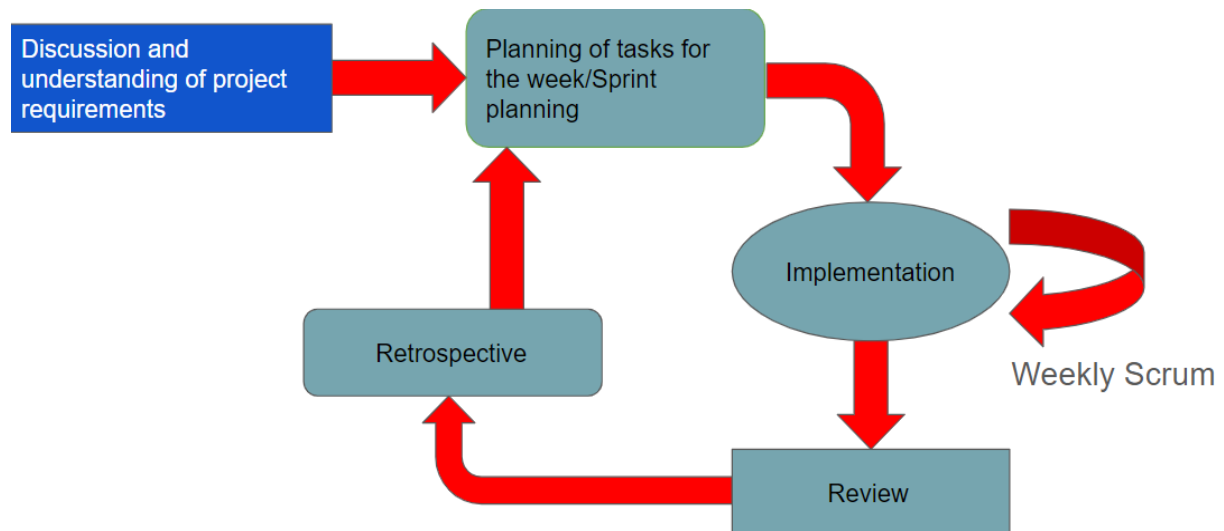 Discussion and
understanding of project
requirements
Planning of tasks for
the week/Sprint
planning
Implementation
Weekly Scrum
Retrospective
Review